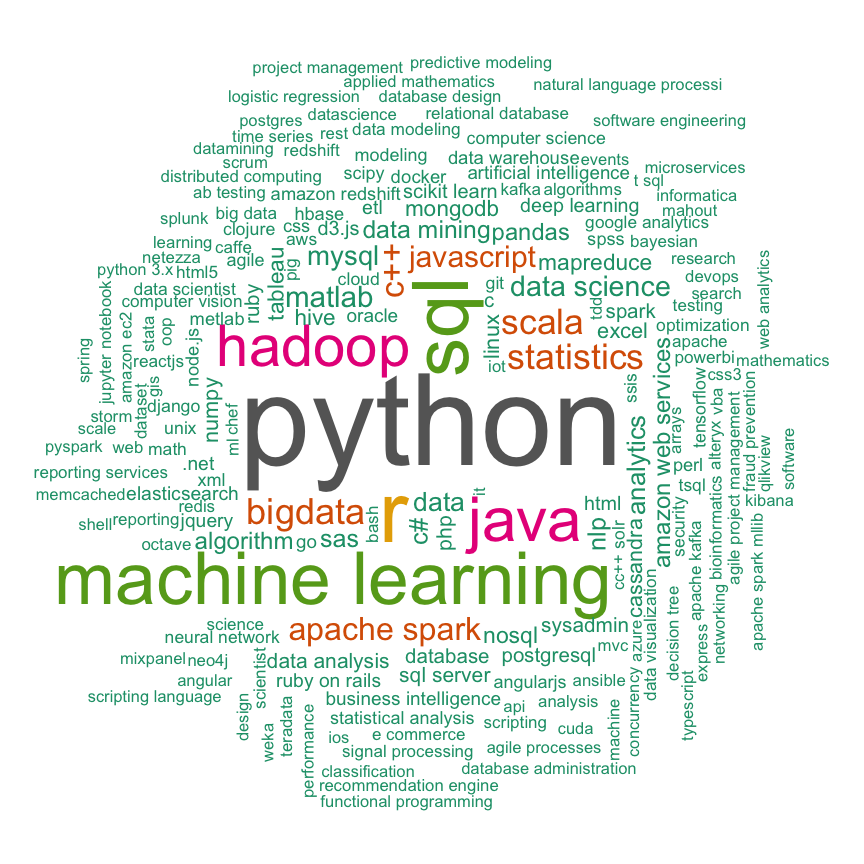 project management
predictive modeling
applied mathematics
natural language processi
logistic regression
database design
datascience
relational database
postgres
software engineering
time series
rest
data modeling
computer science
datamining
redshift
modeling
data warehouse
events
scrum
microservices
distributed computing
scipy
docker
artificial intelligence
t sql
ab testing
amazon redshift
scikit learn
kafka
algorithms
informatica
splunk
big data
hbase
etl
mongodb
deep learning
mahout
clojure
css
d3.js
data mining
pandas
google analytics
learning
caffe
aws
spss
bayesian
netezza
agile
tableau
pig
mysql
c++
javascript
mapreduce
research
python 3.x
html5
cloud
git
data science
devops
data scientist
ruby
matlab
sql
c
tdd
search
web analytics
computer vision
metlab
hive
oracle
linux
scala
spark
testing
jupyter notebook
amazon ec2
stata
oop
node.js
hadoop
excel
optimization
spring
reactjs
iot
statistics
apache
gis
powerbi
mathematics
dataset
django
numpy
ml chef
python
ssis
amazon web services
tensorflow
css3
storm
scale
unix
analytics
arrays
alteryx vba
fraud prevention
pyspark
web
math
agile project management
qlikview
software
reporting services
.net
perl
xml
tsql
memcached
elasticsearch
redis
bigdata
r
data
it
java
html
kibana
shell
reporting
jquery
bash
c#
php
nlp
cc++ solr
cassandra
security
apache kafka
networking bioinformatics
apache spark mllib
octave
algorithm
go
sas
machine learning
data visualization
decision tree
science
neural network
apache spark
nosql
sysadmin
azure
express
mvc
mixpanel
neo4j
scientist
data analysis
database
postgresql
angular
ruby on rails
sql server
angularjs
ansible
concurrency
typescript
scripting language
business intelligence
api
analysis
design
statistical analysis
scripting
machine
weka
teradata
performance
ios
e commerce
cuda
signal processing
agile processes
classification
database administration
recommendation engine
functional programming